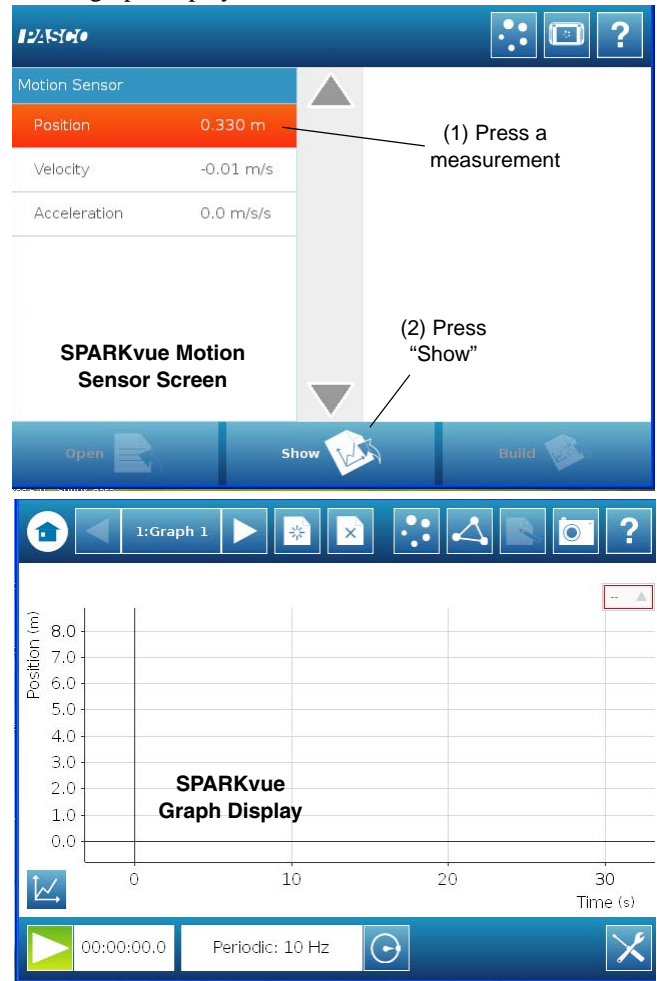 PASCO
?
Motion Sensor
Position 0.330 m
(1) Press a
measurement
Velocity -0.01 m/s
Acceleration 0.0 m/s/s
(2) Press
“Show”
SPARKvue Motion
Sensor Screen
Open
Show
Build
1:Graph 1
?
--
Position (m)
8.0
7.0
6.0
5.0
4.0
3.0
2.0
1.0
0.0
SPARKvue
Graph Display
0 10 20 30
Time (s)
00:00:00.0
Periodic: 10 Hz